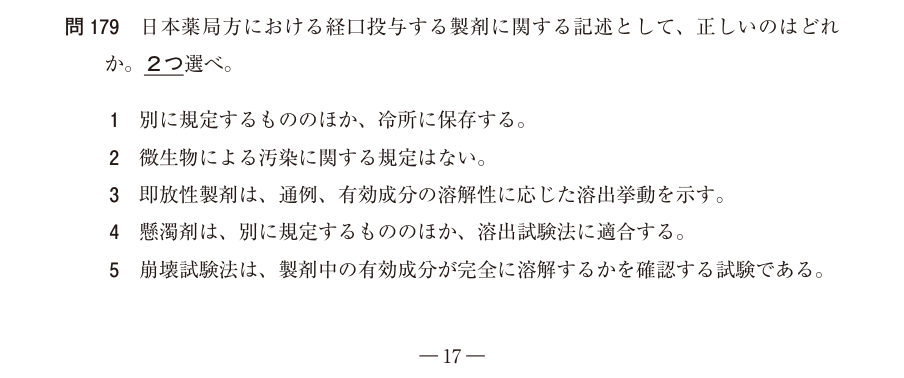 問 179　日本薬局方における経口投与する製剤に関する記述として、正しいのはどれ
か。２つ選べ。
1　別に規定するもののほか、冷所に保存する。
2　微生物による汚染に関する規定はない。
3　即放性製剤は、通例、有効成分の溶解性に応じた溶出挙動を示す。
4　懸濁剤は、別に規定するもののほか、溶出試験法に適合する。
5　崩壊試験法は、製剤中の有効成分が完全に溶解するかを確認する試験である。
— 17 —